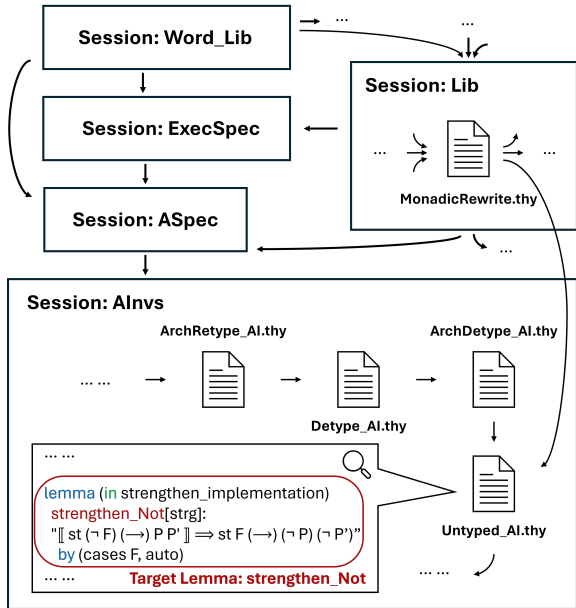 Session: Word_Lib
...
...
Session: Lib
Session: ExecSpec
...
...
MonadicRewrite.thy
Session: ASpec
...
Session: AInvs
ArchRetype_AI.thy
ArchDetype_AI.thy
... ...
Detype_AI.thy
... ...
lemma (in strengthen_implementation)
strengthen_Not[strg]:
"⟦ st (¬ F) (⟶) P P' ⟧ ⟹ st F (⟶) (¬ P) (¬ P')”
by (cases F, auto)
... ...
Target Lemma: strengthen_Not
Untyped_AI.thy
... ...